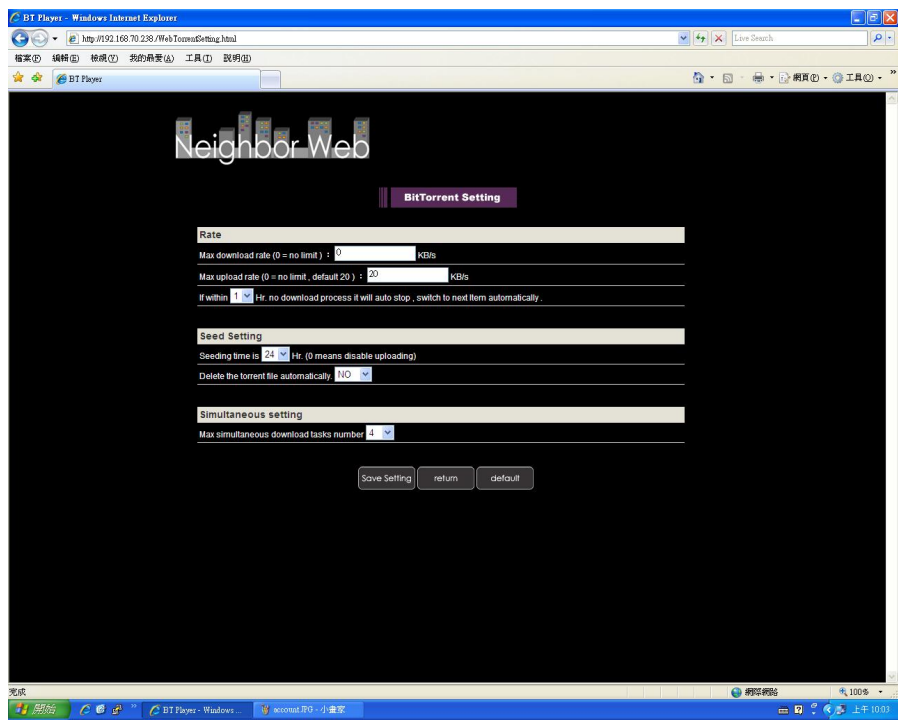 BT Player - Windows Internet Explorer
http://192.168.70.238/WebTorrentSetting.html
Live Search
檔案(F) 編輯(E) 檢視(V) 我的最愛(A) 工具(T) 說明(H)
BT Player
網頁(P) 工具(O) »
Neighbor Web
BitTorrent Setting
Rate
Max download rate (0 = no limit ) : 0 KB/s
Max upload rate (0 = no limit , default 20 ) : 20 KB/s
If within 1 Hr. no download process it will auto stop , switch to next Item automatically .
Seed Setting
Seeding time is 24 Hr. (0 means disable uploading)
Delete the torrent file automatically. NO
Simultaneous setting
Max simultaneous download tasks number 4
Save Setting return default
完成
網際網路 100%
開始 » BT Player - Windows ... account.JPG - 小畫家 上午 10:03